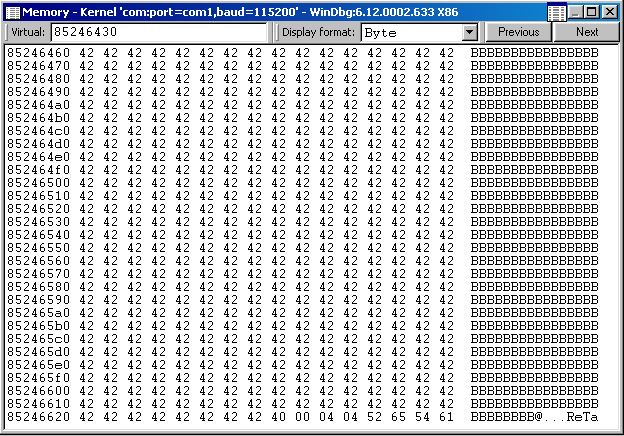 Memory - Kernel 'com:port=com1,baud=115200' - WinDbg:6.12.0002.633 X86
Virtual: 85246430 Display format: Byte Previous Next
85246460 42 42 42 42 42 42 42 42 42 42 42 42 42 42 42 42 BBBBBBBBBBBBBBBB
85246470 42 42 42 42 42 42 42 42 42 42 42 42 42 42 42 42 BBBBBBBBBBBBBBBB
85246480 42 42 42 42 42 42 42 42 42 42 42 42 42 42 42 42 BBBBBBBBBBBBBBBB
85246490 42 42 42 42 42 42 42 42 42 42 42 42 42 42 42 42 BBBBBBBBBBBBBBBB
852464a0 42 42 42 42 42 42 42 42 42 42 42 42 42 42 42 42 BBBBBBBBBBBBBBBB
852464b0 42 42 42 42 42 42 42 42 42 42 42 42 42 42 42 42 BBBBBBBBBBBBBBBB
852464c0 42 42 42 42 42 42 42 42 42 42 42 42 42 42 42 42 BBBBBBBBBBBBBBBB
852464d0 42 42 42 42 42 42 42 42 42 42 42 42 42 42 42 42 BBBBBBBBBBBBBBBB
852464e0 42 42 42 42 42 42 42 42 42 42 42 42 42 42 42 42 BBBBBBBBBBBBBBBB
852464f0 42 42 42 42 42 42 42 42 42 42 42 42 42 42 42 42 BBBBBBBBBBBBBBBB
85246500 42 42 42 42 42 42 42 42 42 42 42 42 42 42 42 42 BBBBBBBBBBBBBBBB
85246510 42 42 42 42 42 42 42 42 42 42 42 42 42 42 42 42 BBBBBBBBBBBBBBBB
85246520 42 42 42 42 42 42 42 42 42 42 42 42 42 42 42 42 BBBBBBBBBBBBBBBB
85246530 42 42 42 42 42 42 42 42 42 42 42 42 42 42 42 42 BBBBBBBBBBBBBBBB
85246540 42 42 42 42 42 42 42 42 42 42 42 42 42 42 42 42 BBBBBBBBBBBBBBBB
85246550 42 42 42 42 42 42 42 42 42 42 42 42 42 42 42 42 BBBBBBBBBBBBBBBB
85246560 42 42 42 42 42 42 42 42 42 42 42 42 42 42 42 42 BBBBBBBBBBBBBBBB
85246570 42 42 42 42 42 42 42 42 42 42 42 42 42 42 42 42 BBBBBBBBBBBBBBBB
85246580 42 42 42 42 42 42 42 42 42 42 42 42 42 42 42 42 BBBBBBBBBBBBBBBB
85246590 42 42 42 42 42 42 42 42 42 42 42 42 42 42 42 42 BBBBBBBBBBBBBBBB
852465a0 42 42 42 42 42 42 42 42 42 42 42 42 42 42 42 42 BBBBBBBBBBBBBBBB
852465b0 42 42 42 42 42 42 42 42 42 42 42 42 42 42 42 42 BBBBBBBBBBBBBBBB
852465c0 42 42 42 42 42 42 42 42 42 42 42 42 42 42 42 42 BBBBBBBBBBBBBBBB
852465d0 42 42 42 42 42 42 42 42 42 42 42 42 42 42 42 42 BBBBBBBBBBBBBBBB
852465e0 42 42 42 42 42 42 42 42 42 42 42 42 42 42 42 42 BBBBBBBBBBBBBBBB
852465f0 42 42 42 42 42 42 42 42 42 42 42 42 42 42 42 42 BBBBBBBBBBBBBBBB
85246600 42 42 42 42 42 42 42 42 42 42 42 42 42 42 42 42 BBBBBBBBBBBBBBBB
85246610 42 42 42 42 42 42 42 42 42 42 42 42 42 42 42 42 BBBBBBBBBBBBBBBB
85246620 42 42 42 42 42 42 42 42 40 00 04 04 52 65 54 61 BBBBBBBB@...ReTa